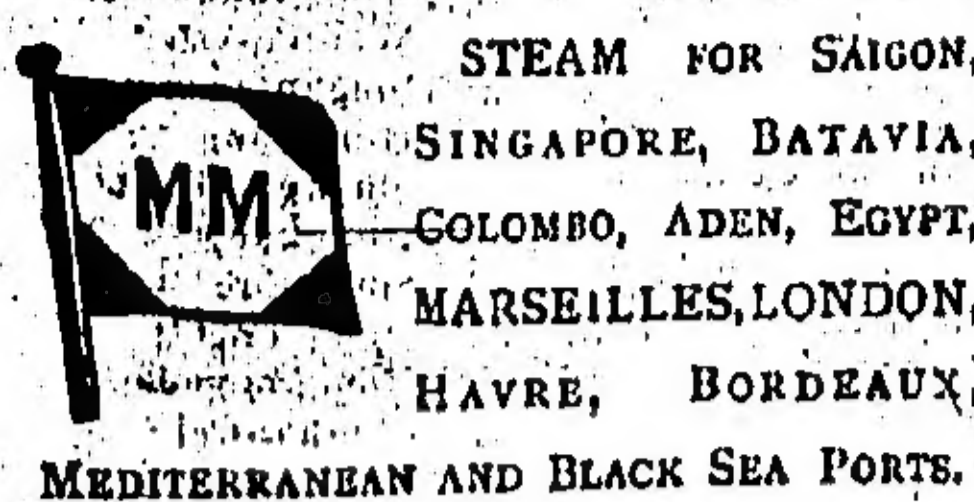 STEAM FOR SAIGON,
SINGAPORE, BATAVIA,
MM
COLOMBO, ADEN, EGYPT,
MARSEILLES, LONDON,
HAVRE, BORDEAUX,
MEDITERRANEAN AND BLACK SEA PORTS.